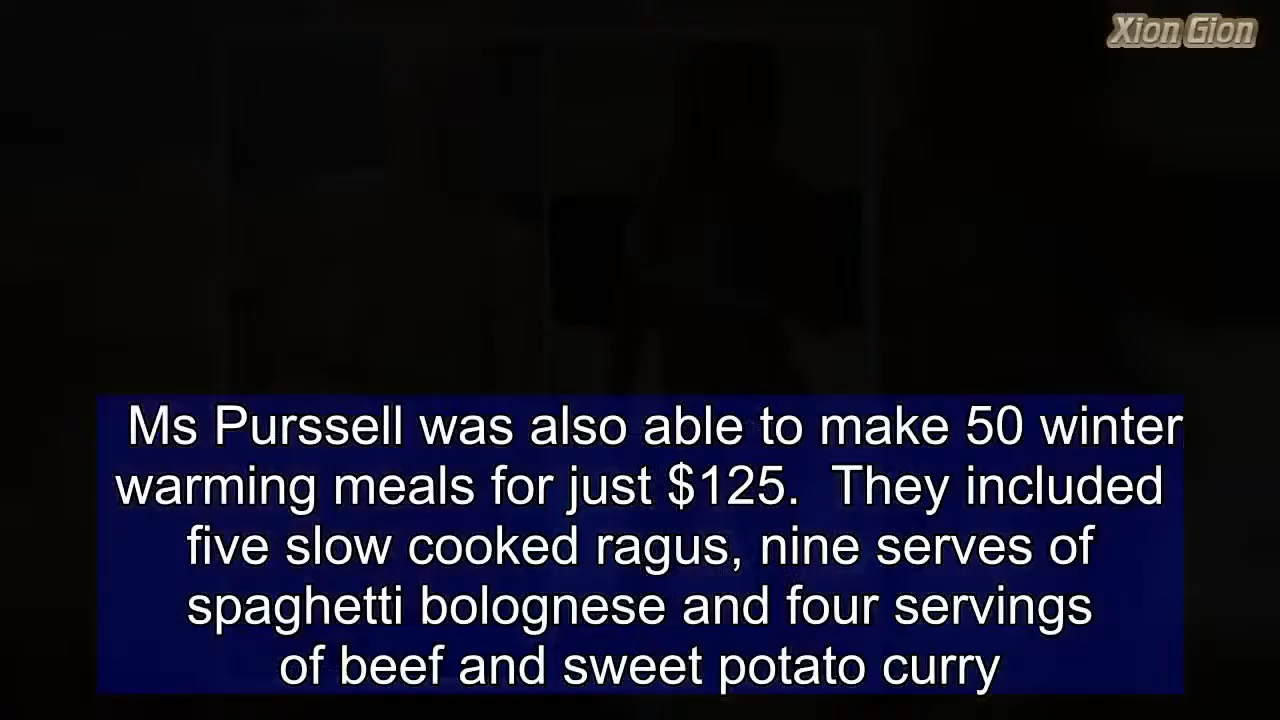 Xion Gion
Ms Purssell was also able to make 50 winter
warming meals for just $125.  They included
five slow cooked ragus, nine serves of
spaghetti bolognese and four servings
of beef and sweet potato curry